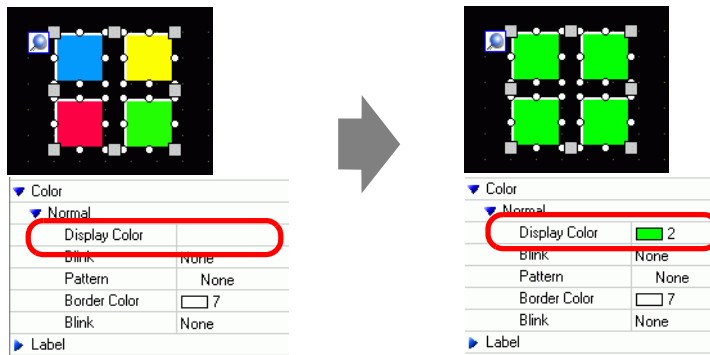 Color
Normal
Display Color
Blink None
Pattern None
Border Color 7
Blink None
Label
Color
Normal
Display Color 2
Blink None
Pattern None
Border Color 7
Blink None
Label